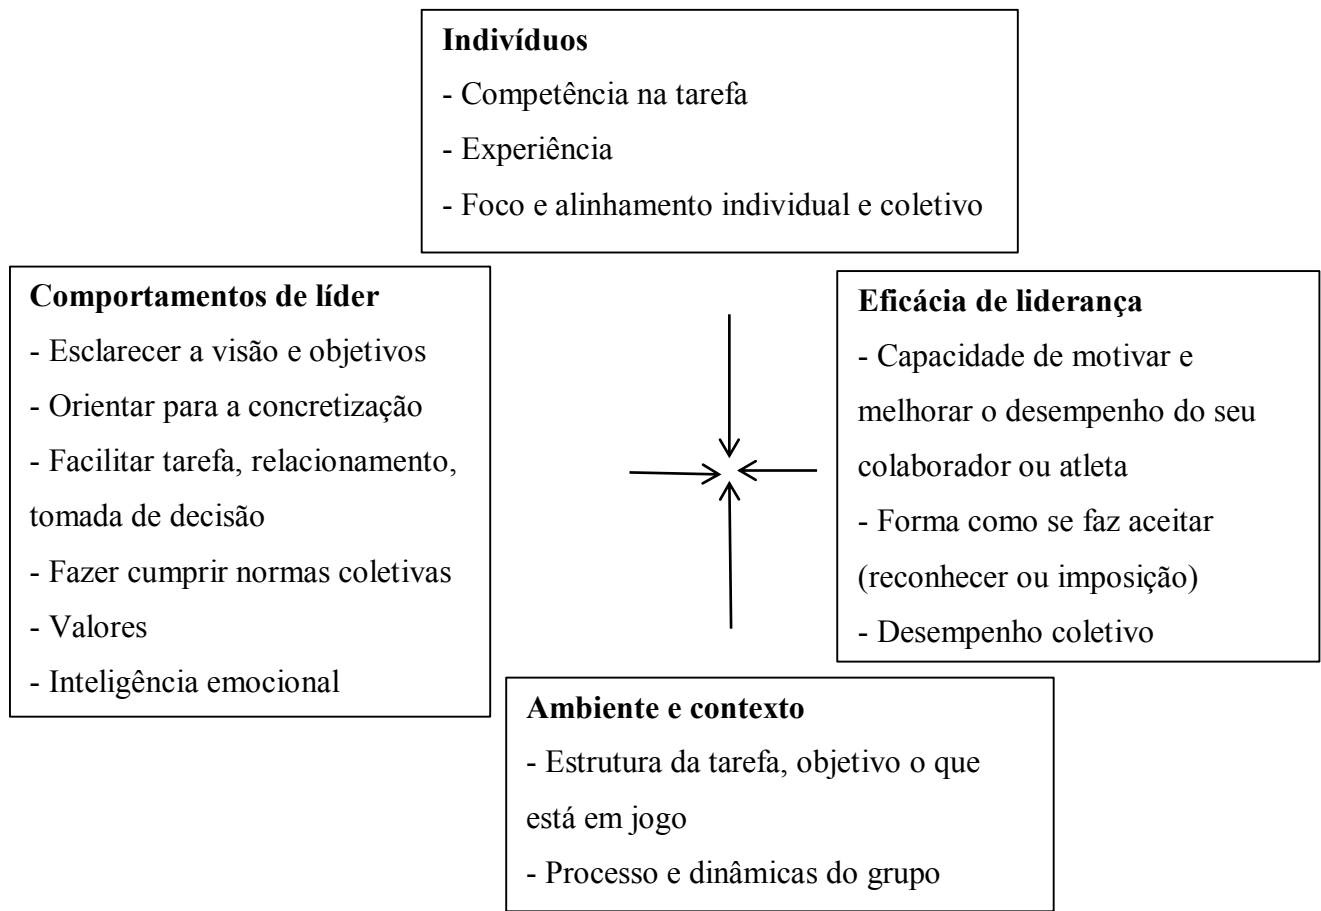 Indivíduos
- Competência na tarefa
- Experiência
- Foco e alinhamento individual e coletivo
Comportamentos de líder
- Esclarecer a visão e objetivos
- Orientar para a concretização
- Facilitar tarefa, relacionamento,
tomada de decisão
- Fazer cumprir normas coletivas
- Valores
- Inteligência emocional
Eficácia de liderança
- Capacidade de motivar e
melhorar o desempenho do seu
colaborador ou atleta
- Forma como se faz aceitar
(reconhecer ou imposição)
- Desempenho coletivo
Ambiente e contexto
- Estrutura da tarefa, objetivo o que
está em jogo
- Processo e dinâmicas do grupo